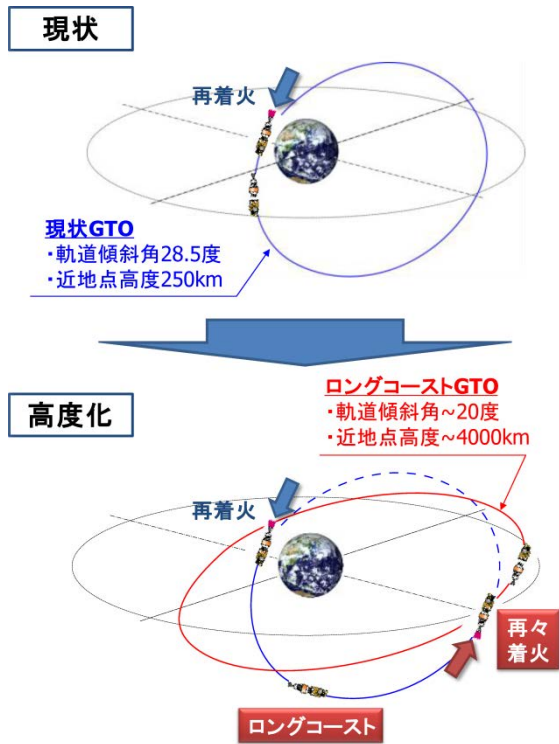 現状
再着火
現状GTO
・軌道傾斜角28.5度
・近地点高度250km
ロングコーストGTO
・軌道傾斜角~20度
・近地点高度~4000km
高度化
再着火
再々
着火
ロングコースト